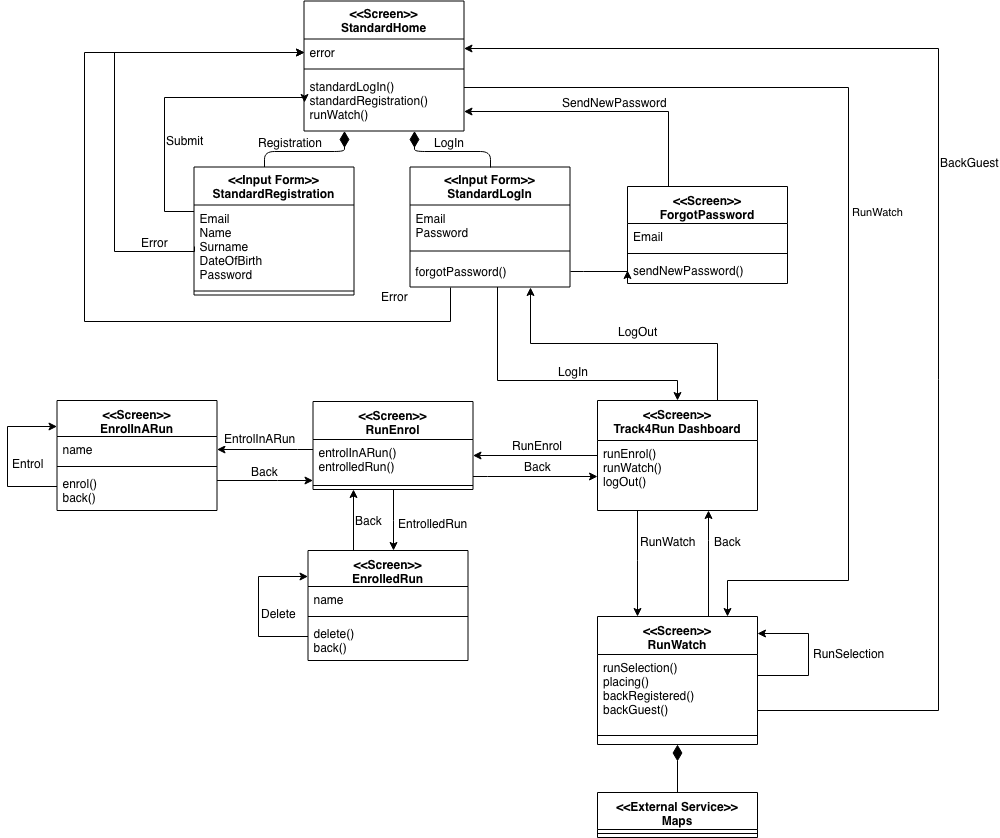 <<Screen>>
StandardHome
error
standardLogIn()
standardRegistration()
runWatch()
SendNewPassword
Submit
Registration
LogIn
BackGuest
<<Input Form>>
StandardRegistration
Email
Name
Surname
DateOfBirth
Password
<<Input Form>>
StandardLogIn
Email
Password
forgotPassword()
<<Screen>>
ForgotPassword
Email
sendNewPassword()
RunWatch
Error
Error
LogOut
LogIn
<<Screen>>
EnrolInARun
name
enrol()
back()
Entrol
EntrolInARun
Back
<<Screen>>
RunEnrol
entrolInARun()
entrolledRun()
RunEnrol
Back
<<Screen>>
Track4Run Dashboard
runEnrol()
runWatch()
logOut()
Back
EntrolledRun
RunWatch
Back
<<Screen>>
EnrolledRun
name
delete()
back()
Delete
<<Screen>>
RunWatch
runSelection()
placing()
backRegistered()
backGuest()
RunSelection
<<External Service>>
Maps